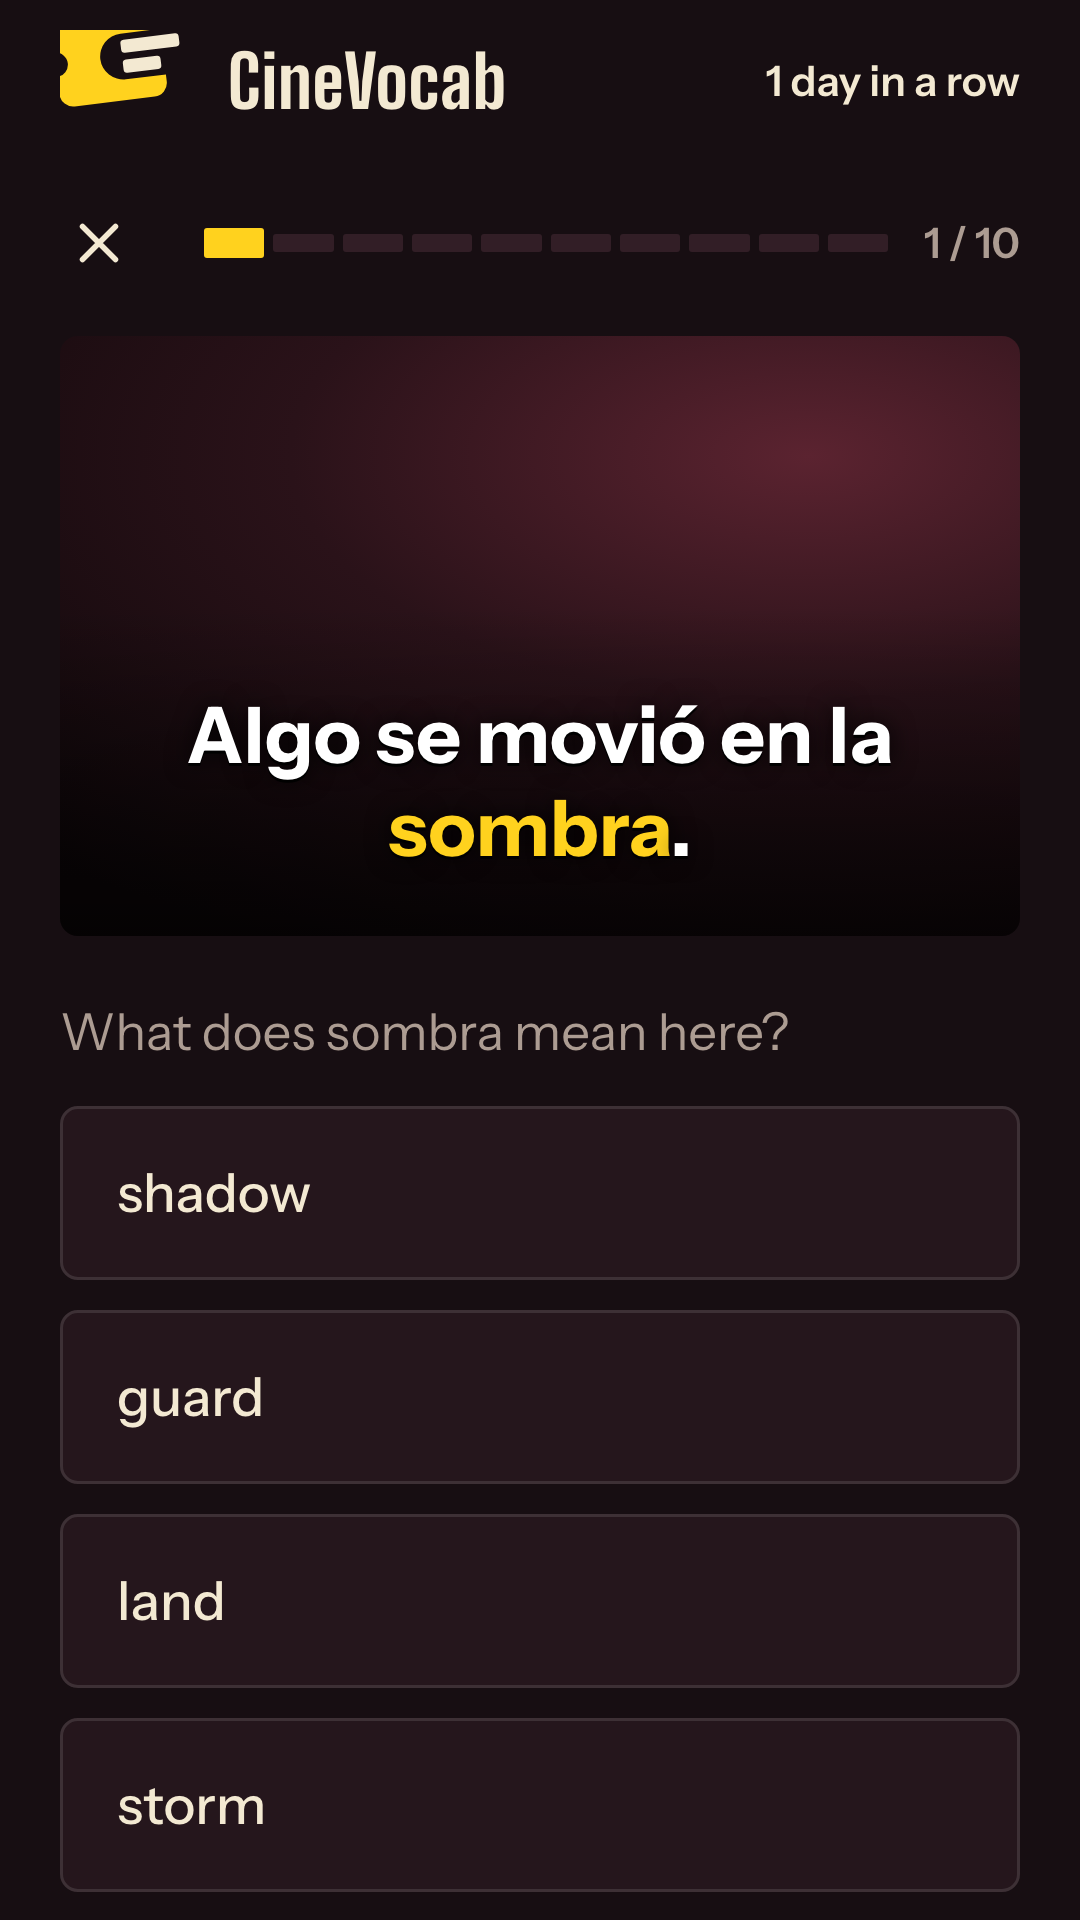 CineVocab
1 day in a row
1 / 10
Algo se movió en la
sombra.
What does sombra mean here?
shadow
guard
land
storm